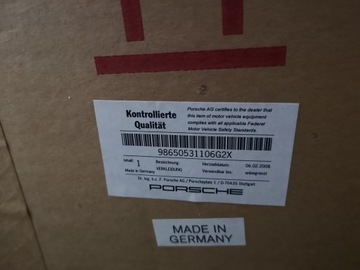 Kontrollierte
Qualität
Porsche AG certifies to the dealer that
this item of motor vehicle equipment
complies with all applicable Federal
Motor Vehicle Safety Standards.
98650531106G2X
Inhalt: 1 Bezeichnung Herstelldatum: 06.02.2008
Made in Germany VERKLEIDUNG Verwendbar bis: unbegrenzt
Dr. Ing. h.c. F. Porsche AG / Porscheplatz 1 / D-70435 Stuttgart
PORSCHE
MADE IN
GERMANY